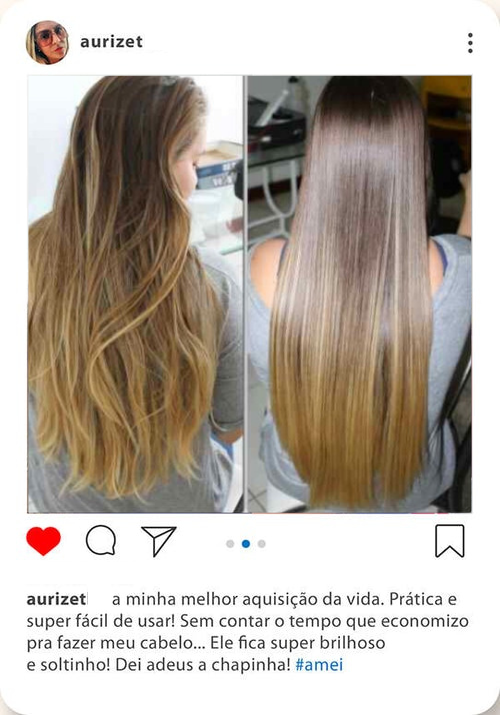 aurizet
aurizet a minha melhor aquisição da vida. Prática e
super fácil de usar! Sem contar o tempo que economizo
pra fazer meu cabelo... Ele fica super brilhoso
e soltinho! Dei adeus a chapinha! #amei